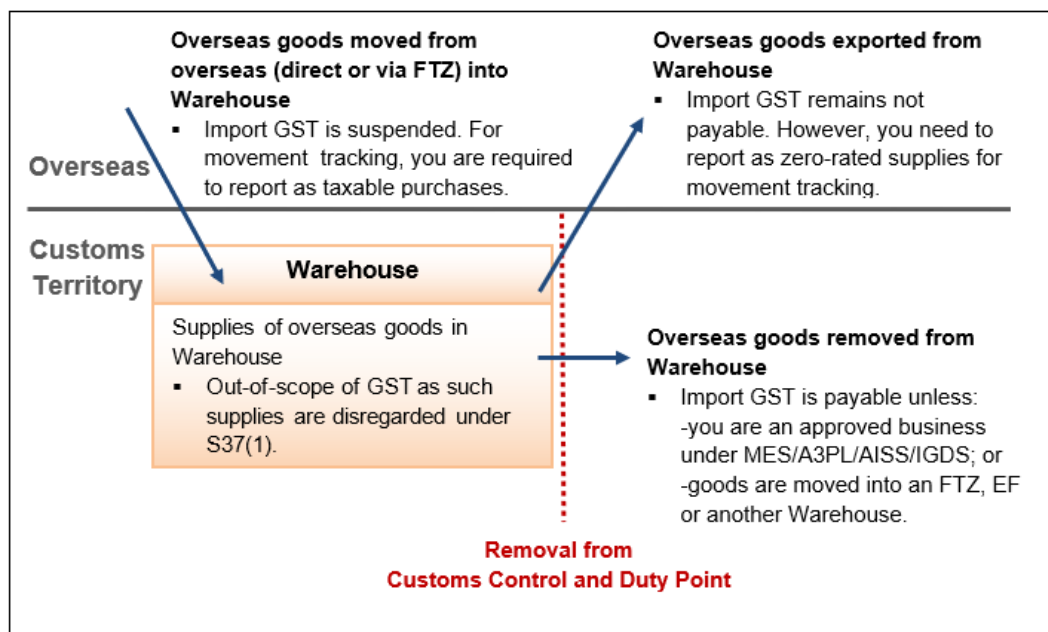 Overseas goods moved from
overseas (direct or via FTZ) into
Warehouse
▪ Import GST is suspended. For
movement tracking, you are required
to report as taxable purchases.
Overseas goods exported from
Warehouse
▪ Import GST remains not
payable. However, you need to
report as zero-rated supplies for
movement tracking.
Overseas
Customs
Territory
Warehouse
Supplies of overseas goods in
Warehouse
▪ Out-of-scope of GST as such
supplies are disregarded under
S37(1).
Overseas goods removed from
Warehouse
▪ Import GST is payable unless:
-you are an approved business
under MES/A3PL/AISS/IGDS; or
-goods are moved into an FTZ, EF
or another Warehouse.
Removal from
Customs Control and Duty Point